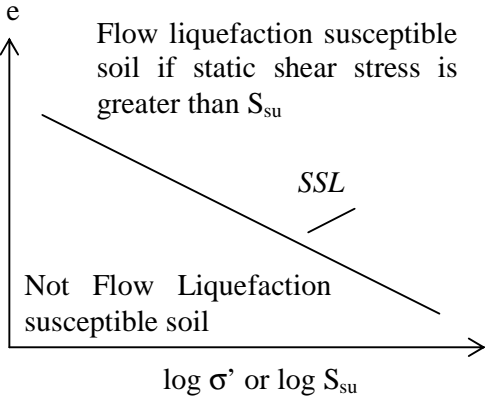 e
Flow liquefaction susceptible
soil if static shear stress is
greater than Ssu
SSL
Not Flow Liquefaction
susceptible soil
log σ’ or log Ssu